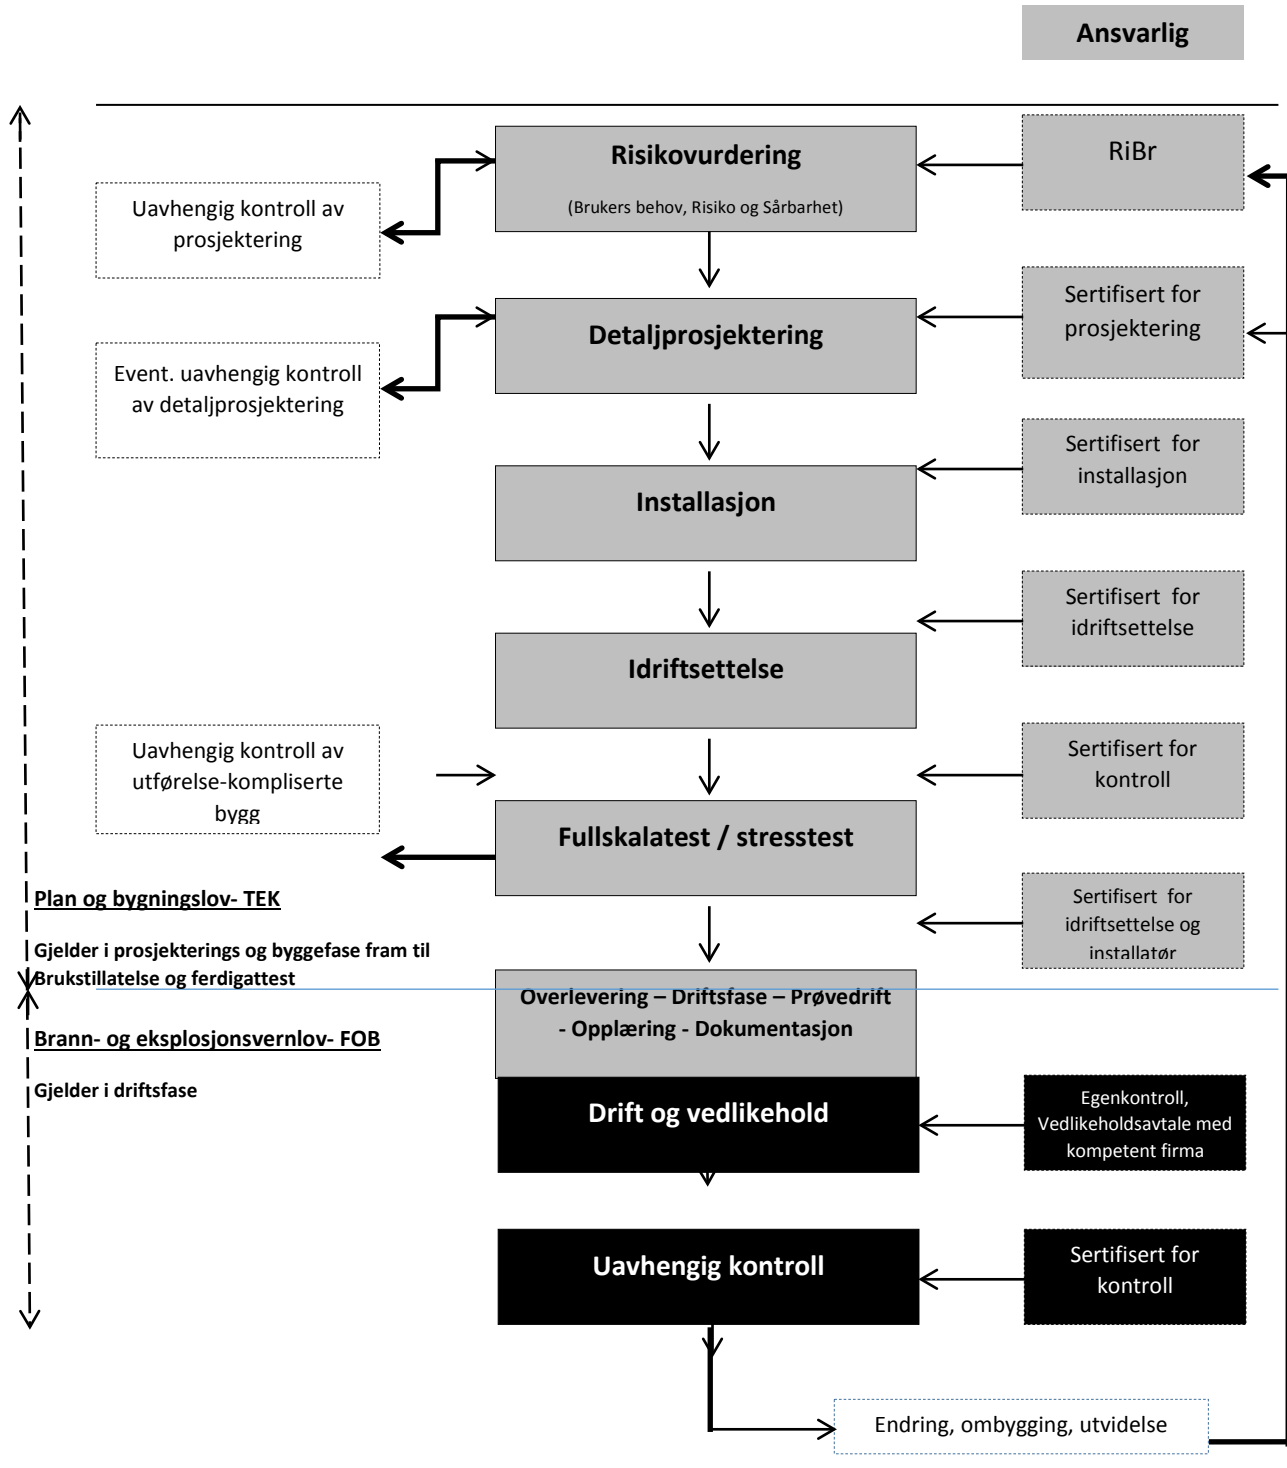 Ansvarlig
Risikovurdering
(Brukers behov, Risiko og Sårbarhet)
RiBr
Uavhengig kontroll av
prosjektering
Detaljprosjektering
Sertifisert for
prosjektering
Event. uavhengig kontroll
av detaljprosjektering
Installasjon
Sertifisert  for
installasjon
Idriftsettelse
Sertifisert  for
idriftsettelse
Uavhengig kontroll av
utførelse-kompliserte
bygg
Sertifisert for
kontroll
Fullskalatest / stresstest
Sertifisert  for
idriftsettelse og
installatør
Plan og bygningslov- TEK
Gjelder i prosjekterings og byggefase fram til
Brukstillatelse og ferdigattest
Overlevering – Driftsfase – Prøvedrift
- Opplæring - Dokumentasjon
Brann- og eksplosjonsvernlov- FOB
Gjelder i driftsfase
Drift og vedlikehold
Egenkontroll,
Vedlikeholdsavtale med
kompetent firma
Uavhengig kontroll
Sertifisert for
kontroll
Endring, ombygging, utvidelse